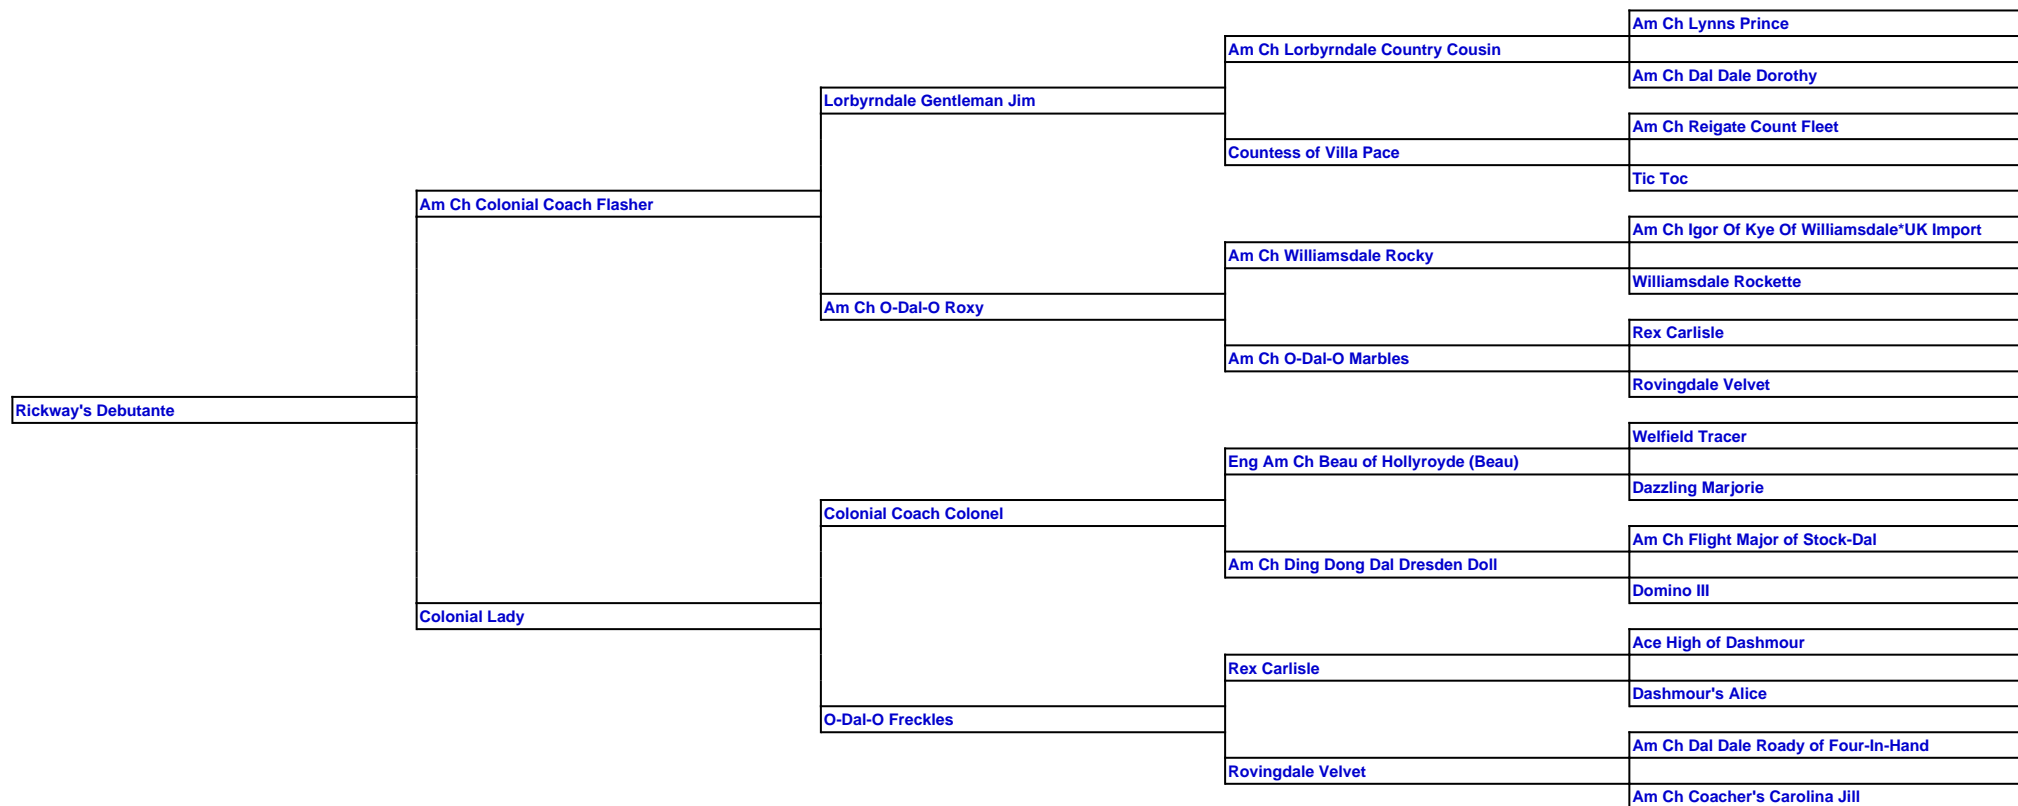 Am Ch Lynns Prince
Am Ch Lorbyrndale Country Cousin
Am Ch Dal Dale Dorothy
Lorbyrndale Gentleman Jim
Am Ch Reigate Count Fleet
Countess of Villa Pace
Tic Toc
Am Ch Colonial Coach Flasher
Am Ch Igor Of Kye Of Williamsdale*UK Import
Am Ch Williamsdale Rocky
Williamsdale Rockette
Am Ch O-Dal-O Roxy
Rex Carlisle
Am Ch O-Dal-O Marbles
Rovingdale Velvet
Rickway's Debutante
Welfield Tracer
Eng Am Ch Beau of Hollyroyde (Beau)
Dazzling Marjorie
Colonial Coach Colonel
Am Ch Flight Major of Stock-Dal
Am Ch Ding Dong Dal Dresden Doll
Domino III
Colonial Lady
Ace High of Dashmour
Rex Carlisle
Dashmour's Alice
O-Dal-O Freckles
Am Ch Dal Dale Roady of Four-In-Hand
Rovingdale Velvet
Am Ch Coacher's Carolina Jill